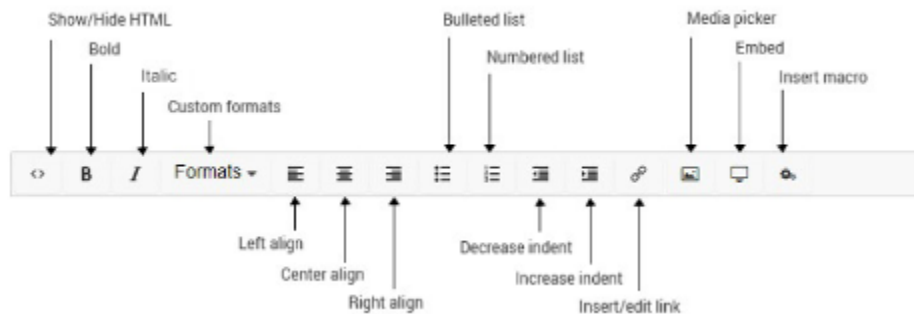 Show/Hide HTML
Bold
Italic
Custom formats
Bulleted list
Numbered list
Media picker
Embed
Insert macro
B I Formats
Left align
Center align
Right align
Decrease indent
Increase indent
Insert/edit link